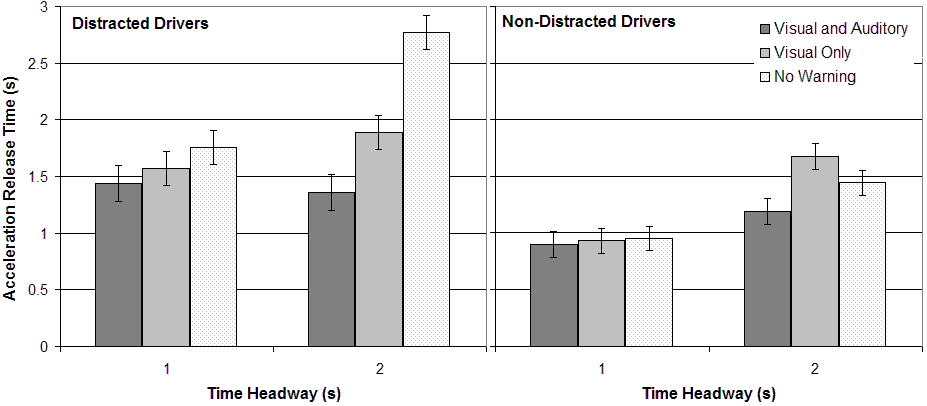 Acceleration Release Time (s)
3
2.5
2
1.5
1
0.5
0
Distracted Drivers
1
2
Time Headway (s)
Non-Distracted Drivers
Visual and Auditory
Visual Only
No Warning
1
2
Time Headway (s)